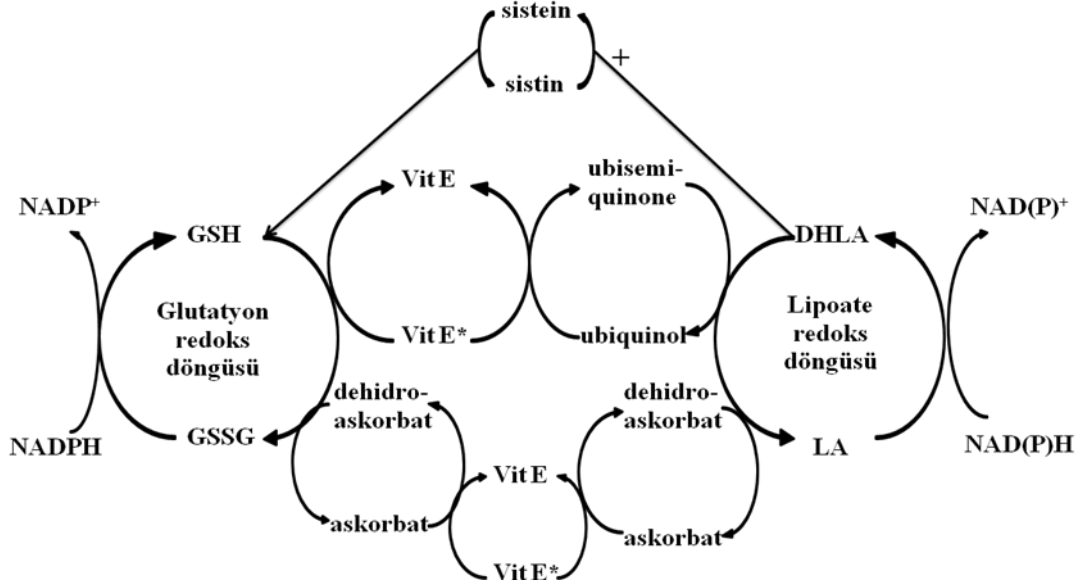 sistein
+
sistin
Vit E
ubisemi-
quinone
NADP⁺
NAD(P)⁺
GSH
DHLA
Glutatyon
redoks
döngüsü
Lipoate
redoks
döngüsü
Vit E*
ubiquinol
dehidro-
askorbat
dehidro-
askorbat
NADPH
GSSG
LA
NAD(P)H
Vit E
askorbat
askorbat
Vit E*